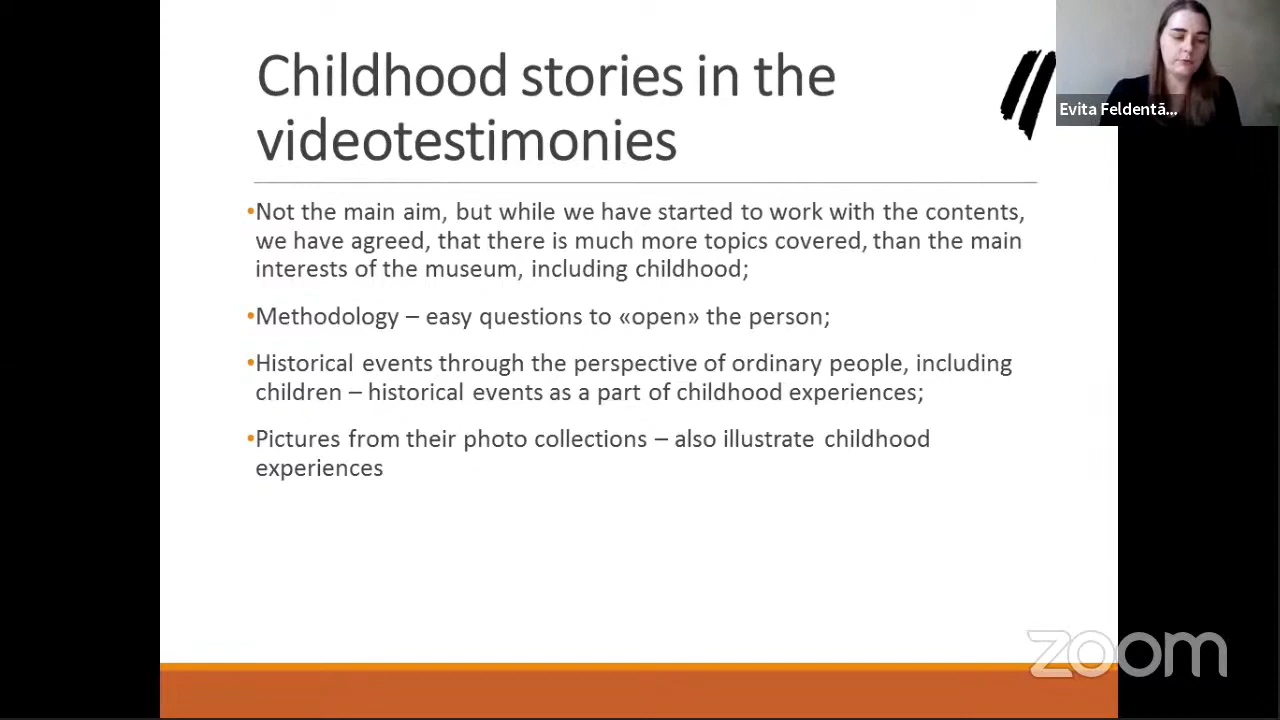 Childhood stories in the
videotestimonies
Evita Feldentā...
•Not the main aim, but while we have started to work with the contents,
we have agreed, that there is much more topics covered, than the main
interests of the museum, including childhood;
•Methodology – easy questions to «open» the person;
•Historical events through the perspective of ordinary people, including
children – historical events as a part of childhood experiences;
•Pictures from their photo collections – also illustrate childhood
experiences
zoom